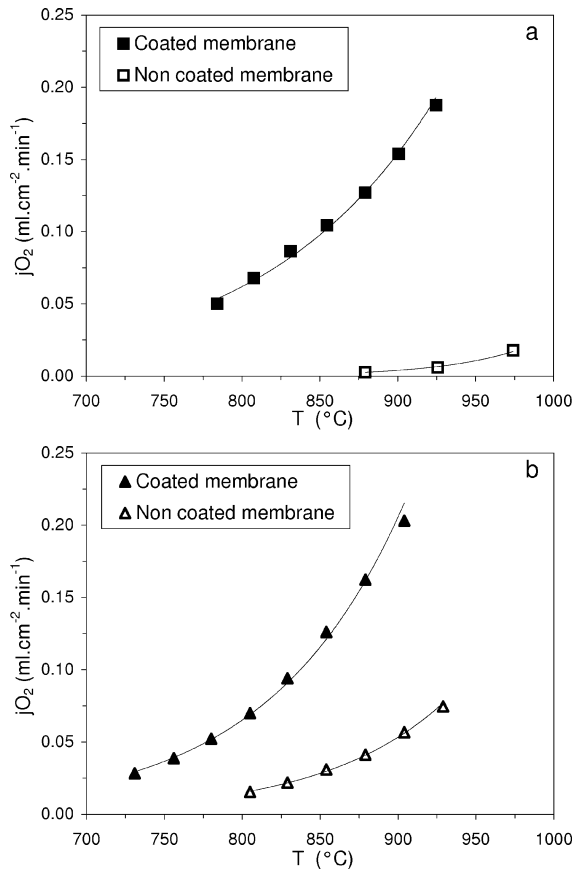 a
Coated membrane
Non coated membrane
jO₂ (ml.cm⁻².min⁻¹)
0.25
0.20
0.15
0.10
0.05
0.00
700 750 800 850 900 950 1000
T (°C)
b
Coated membrane
Non coated membrane
jO₂ (ml.cm⁻².min⁻¹)
0.25
0.20
0.15
0.10
0.05
0.00
700 750 800 850 900 950 1000
T (°C)